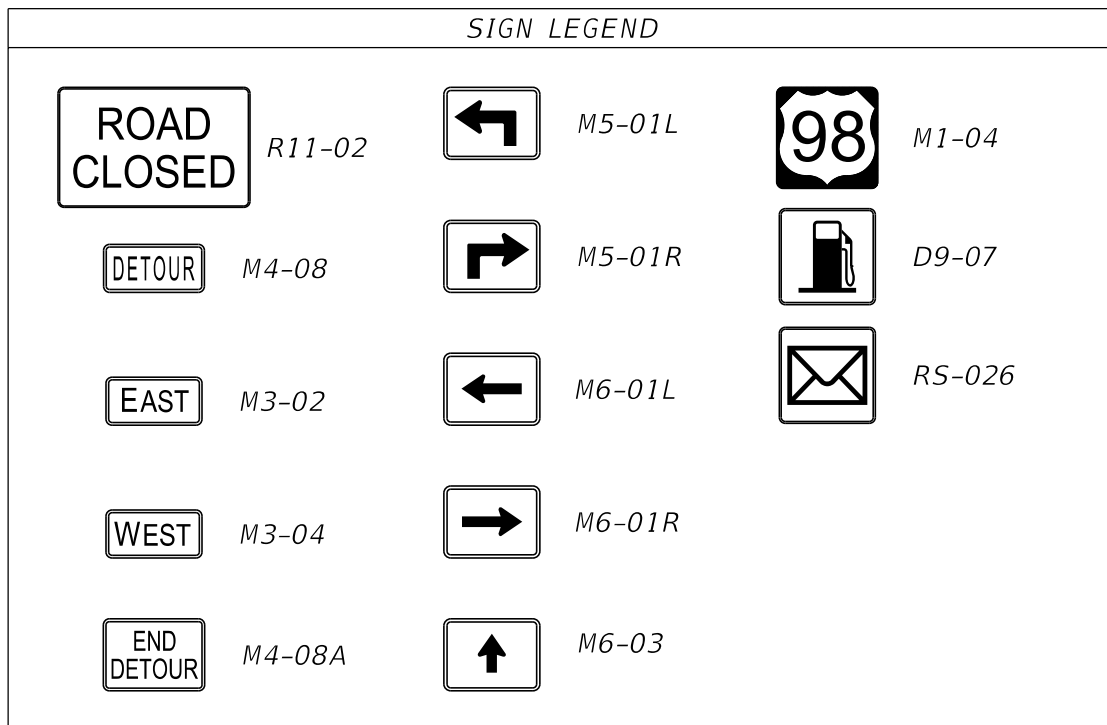 SIGN LEGEND
ROAD
CLOSED
R11-02
DETOUR
M4-08
EAST
M3-02
WEST
M3-04
END
DETOUR
M4-08A
M5-01L
M5-01R
M6-01L
M6-01R
M6-03
98
M1-04
D9-07
RS-026